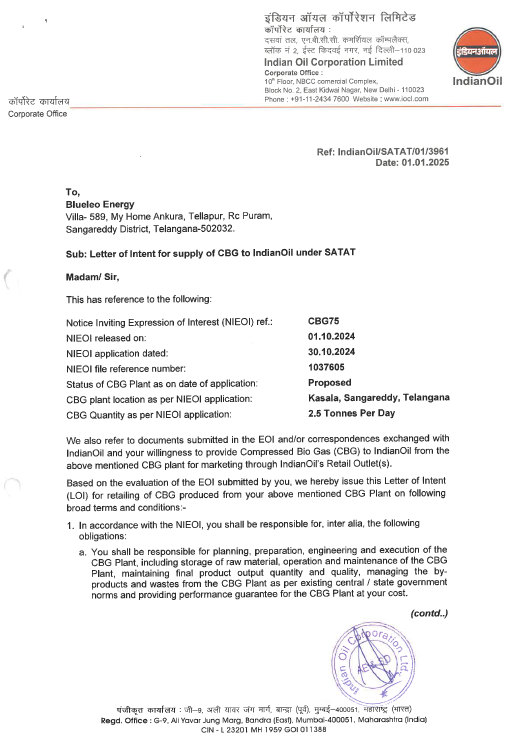 इंडियन ऑयल कॉर्पोरेशन लिमिटेड
कॉर्पोरेट कार्यालय :
दसवां तल, एन.बी.सी.सी. कमर्शियल कॉम्पलैक्स,
ब्लॉक नं 2, ईस्ट किदवई नगर, नई दिल्ली–110 023
Indian Oil Corporation Limited
Corporate Office :
10th Floor, NBCC comercial Complex,
Block No. 2, East Kidwai Nagar, New Delhi - 110023
Phone : +91-11-2434 7600 Website : www.iocl.com
इंडियनऑयल
IndianOil
कॉर्पोरेट कार्यालय
Corporate Office
Ref: IndianOil/SATAT/01/3961
Date: 01.01.2025
To,
Blueleo Energy
Villa- 589, My Home Ankura, Tellapur, Rc Puram,
Sangareddy District, Telangana-502032.
Sub: Letter of Intent for supply of CBG to IndianOil under SATAT
Madam/ Sir,
This has reference to the following:
Notice Inviting Expression of Interest (NIEOI) ref.: CBG75
NIEOI released on: 01.10.2024
NIEOI application dated: 30.10.2024
NIEOI file reference number: 1037605
Status of CBG Plant as on date of application: Proposed
CBG plant location as per NIEOI application: Kasala, Sangareddy, Telangana
CBG Quantity as per NIEOI application: 2.5 Tonnes Per Day
We also refer to documents submitted in the EOI and/or correspondences exchanged with
IndianOil and your willingness to provide Compressed Bio Gas (CBG) to IndianOil from the
above mentioned CBG plant for marketing through IndianOil's Retail Outlet(s).
Based on the evaluation of the EOI submitted by you, we hereby issue this Letter of Intent
(LOI) for retailing of CBG produced from your above mentioned CBG Plant on following
broad terms and conditions:-
1. In accordance with the NIEOI, you shall be responsible for, inter alia, the following
obligations:
a. You shall be responsible for planning, preparation, engineering and execution of the
CBG Plant, including storage of raw material, operation and maintenance of the CBG
Plant, maintaining final product output quantity and quality, managing the by-
products and wastes from the CBG Plant as per existing central / state government
norms and providing performance guarantee for the CBG Plant at your cost.
(contd..)
Indian Oil Corporation Ltd.
AE & SD
पंजीकृत कार्यालय : जी–9, अली यावर जंग मार्ग, बान्द्रा (पूर्व), मुम्बई–400051. महाराष्ट्र (भारत)
Regd. Office : G-9, Ali Yavar Jung Marg, Bandra (East), Mumbai-400051, Maharashtra (India)
CIN - L 23201 MH 1959 GOI 011388